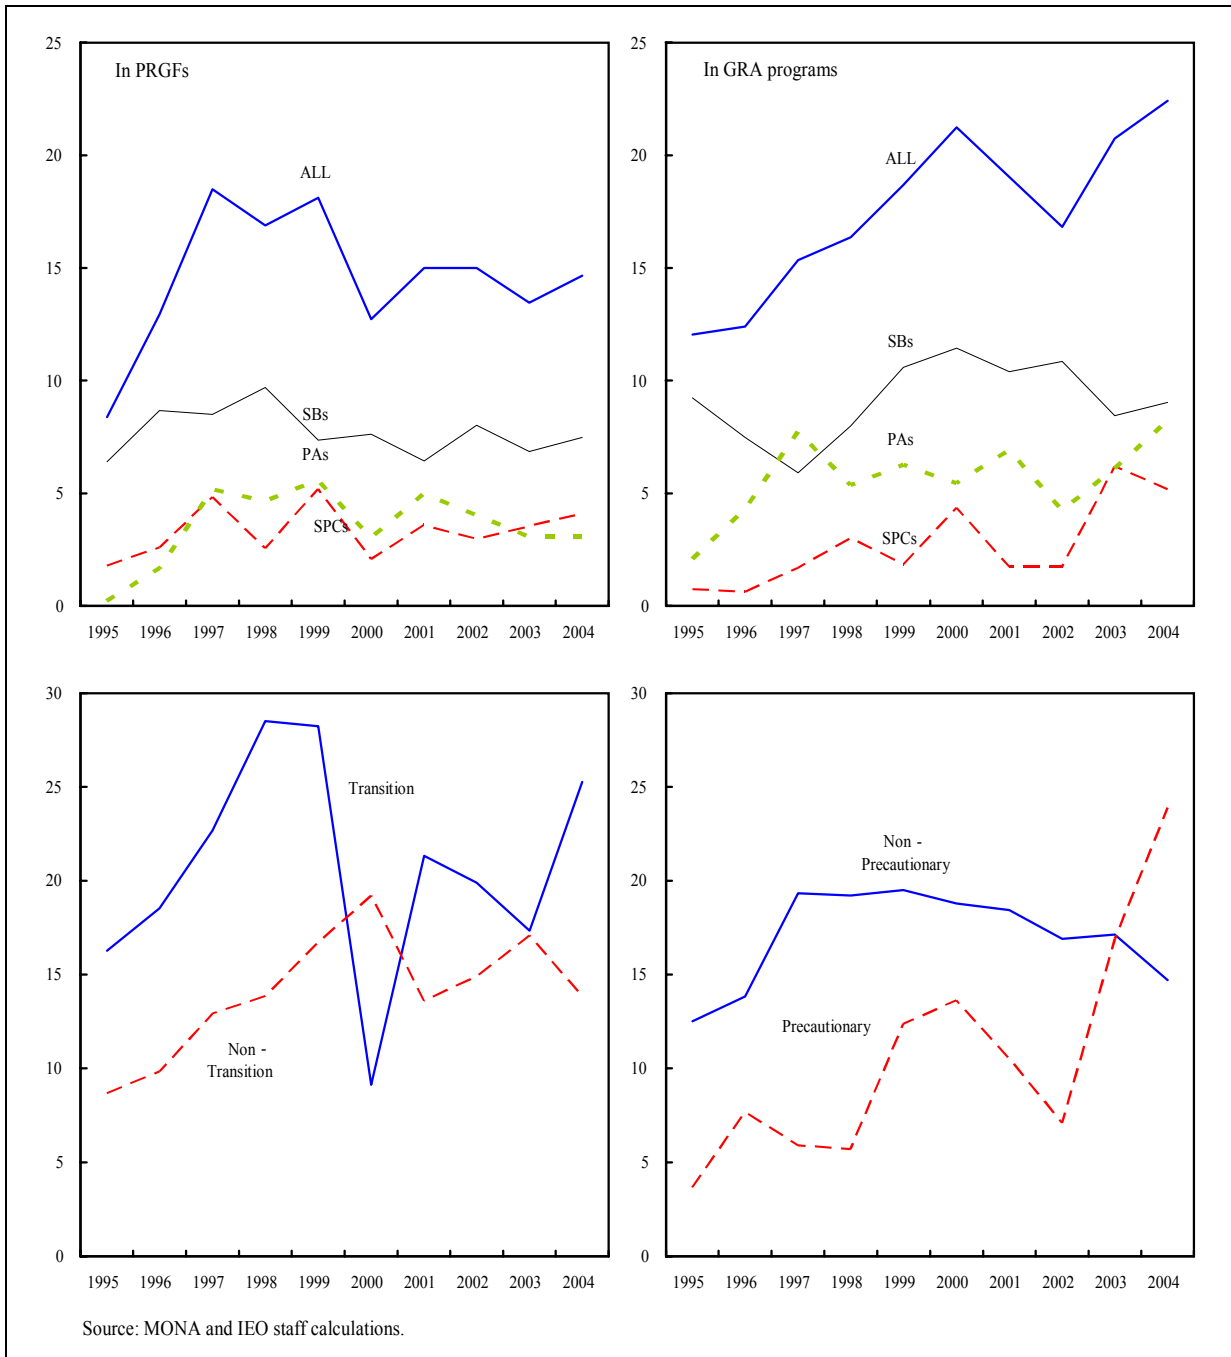 In PRGFs
25
20
15
10
5
0
ALL
SBs
PAs
SPCs
1995 1996 1997 1998 1999 2000 2001 2002 2003 2004
In GRA programs
25
20
15
10
5
0
ALL
SBs
PAs
SPCs
1995 1996 1997 1998 1999 2000 2001 2002 2003 2004
30
25
20
15
10
5
0
Transition
Non -
Transition
1995 1996 1997 1998 1999 2000 2001 2002 2003 2004
30
25
20
15
10
5
0
Non -
Precautionary
Precautionary
1995 1996 1997 1998 1999 2000 2001 2002 2003 2004
Source: MONA and IEO staff calculations.